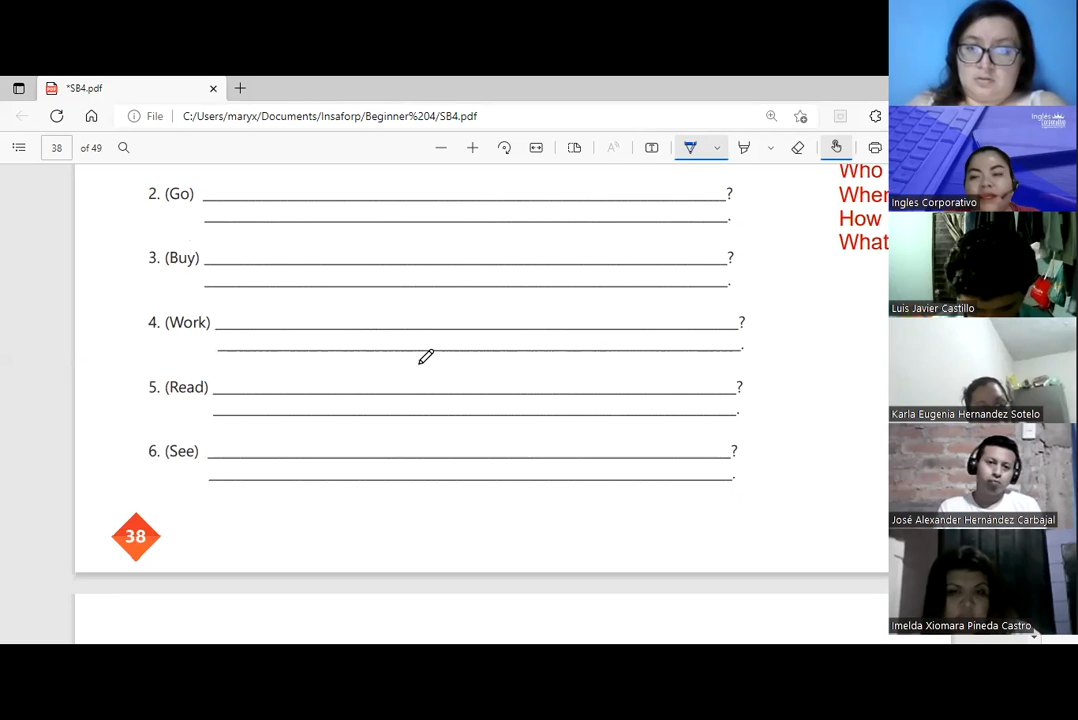 *SB4.pdf
File C:/Users/maryx/Documents/Insaforp/Beginner%204/SB4.pdf
38 of 49
Who
When
How
What
2. (Go) ?
.
3. (Buy) ?
.
4. (Work) ?
.
5. (Read) ?
.
6. (See) ?
.
38
Ingles Corporativo
Luis Javier Castillo
Karla Eugenia Hernandez Sotelo
José Alexander Hernández Carbajal
Imelda Xiomara Pineda Castro